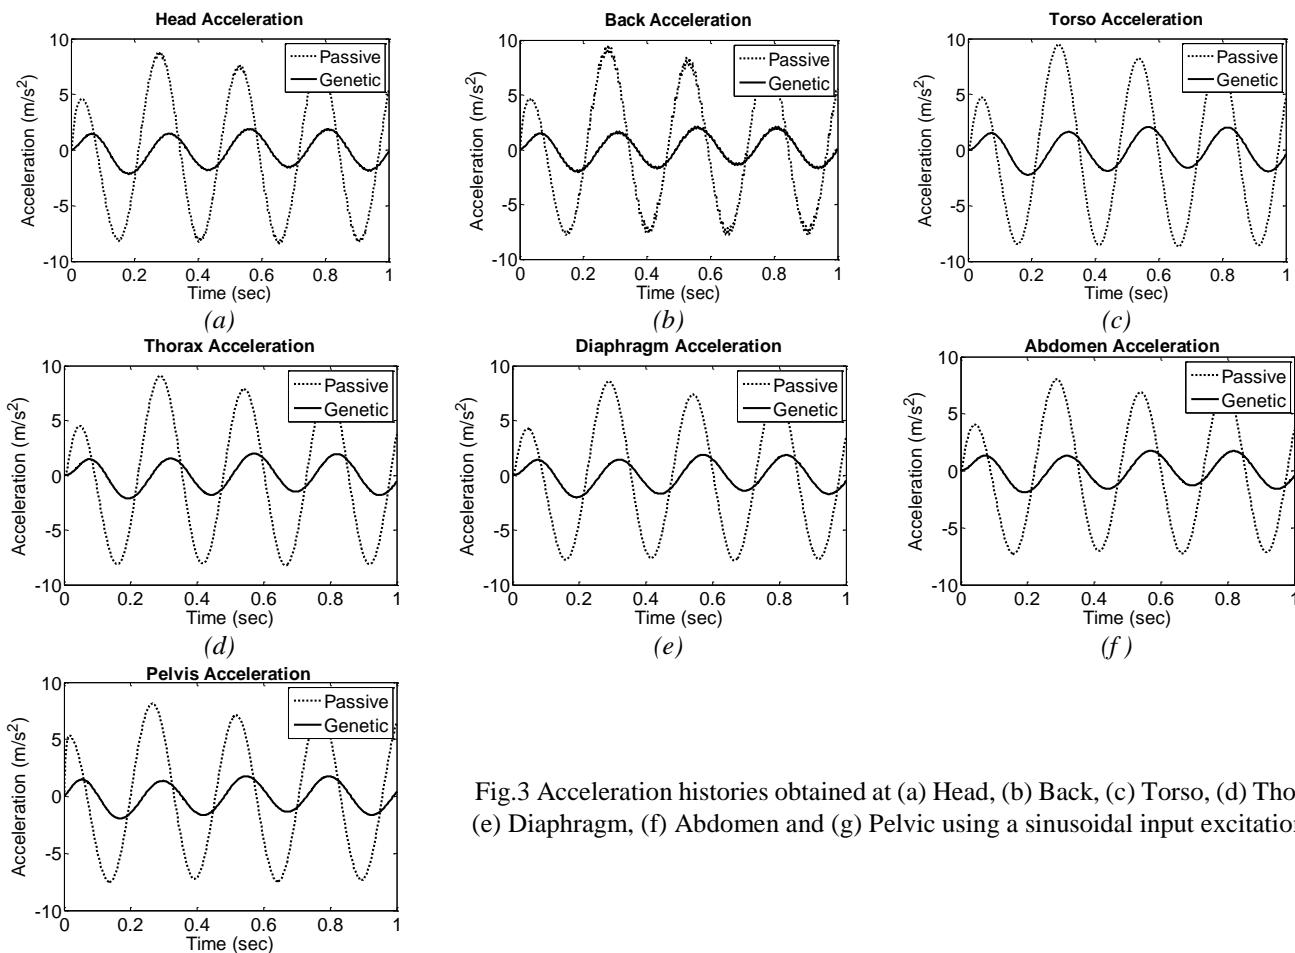 Head Acceleration
10
5
0
-5
-10
Acceleration (m/s²)
Passive
Genetic
0 0.2 0.4 0.6 0.8 1
Time (sec)
(a)
Back Acceleration
10
5
0
-5
-10
Acceleration (m/s²)
Passive
Genetic
0 0.2 0.4 0.6 0.8 1
Time (sec)
(b)
Torso Acceleration
10
5
0
-5
-10
Acceleration (m/s²)
Passive
Genetic
0 0.2 0.4 0.6 0.8 1
Time (sec)
(c)
Thorax Acceleration
10
5
0
-5
-10
Acceleration (m/s²)
Passive
Genetic
0 0.2 0.4 0.6 0.8 1
Time (sec)
(d)
Diaphragm Acceleration
10
5
0
-5
-10
Acceleration (m/s²)
Passive
Genetic
0 0.2 0.4 0.6 0.8 1
Time (sec)
(e)
Abdomen Acceleration
10
5
0
-5
-10
Acceleration (m/s²)
Passive
Genetic
0 0.2 0.4 0.6 0.8 1
Time (sec)
(f )
Pelvis Acceleration
10
5
0
-5
-10
Acceleration (m/s²)
Passive
Genetic
0 0.2 0.4 0.6 0.8 1
Time (sec)
Fig.3 Acceleration histories obtained at (a) Head, (b) Back, (c) Torso, (d) Tho
(e) Diaphragm, (f) Abdomen and (g) Pelvic using a sinusoidal input excitation